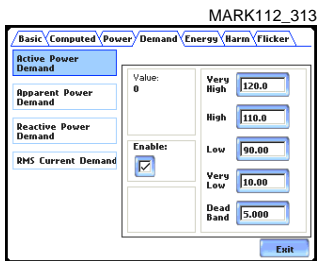 MARK112_313
Basic Computed Power Demand Energy Harm Flicker
Active Power
Demand
Apparent Power
Demand
Reactive Power
Demand
RMS Current Demand
Value:
0
Enable:
Very
High 120.0
High 110.0
Low 90.00
Very
Low 10.00
Dead
Band 5.000
Exit